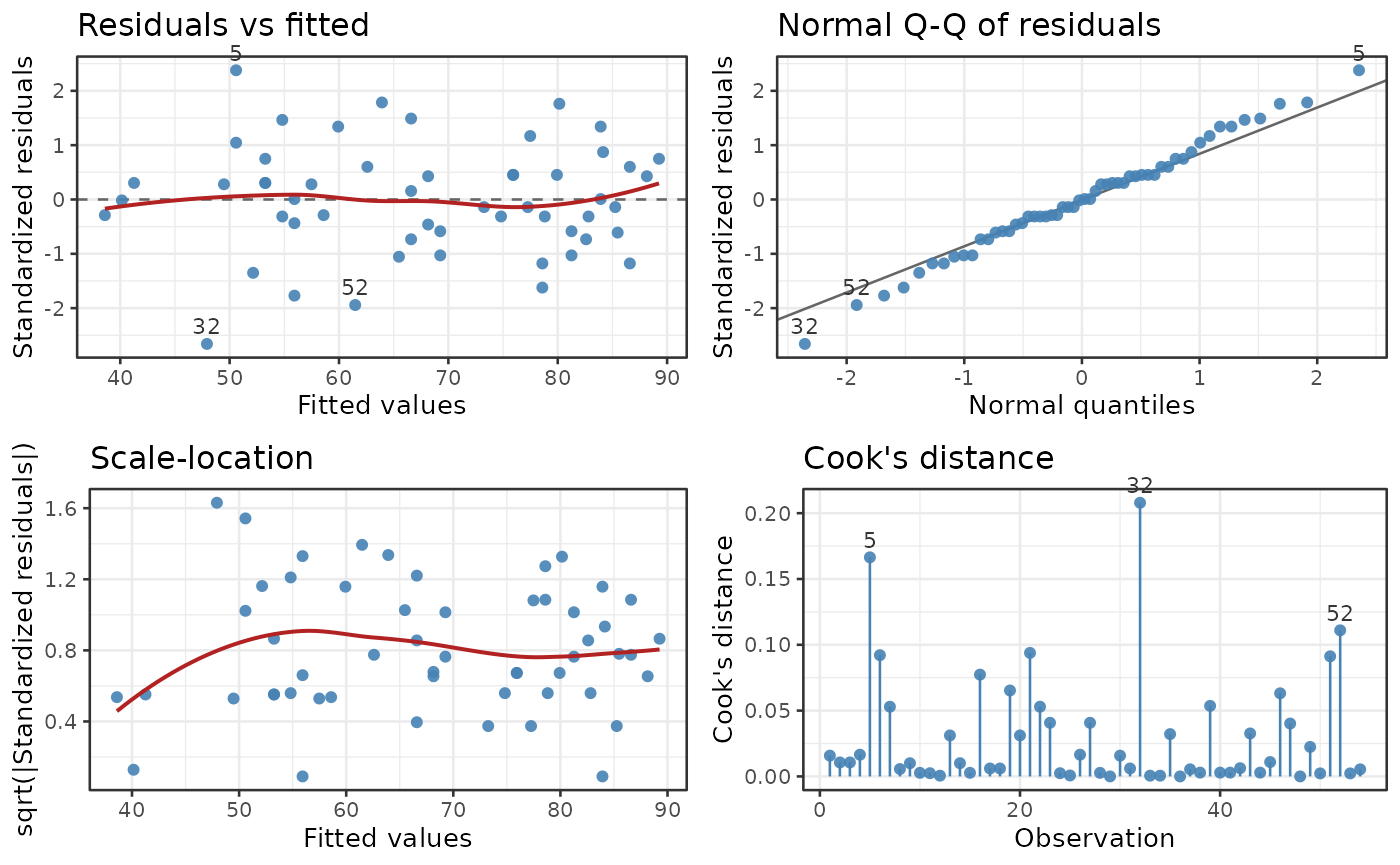 Residuals vs fitted
Standardized residuals
2
1
0
-1
-2
5
52
32
40 50 60 70 80 90
Fitted values
Normal Q-Q of residuals
Standardized residuals
2
1
0
-1
-2
5
52
32
-2 -1 0 1 2
Normal quantiles
Scale-location
sqrt(|Standardized residuals|)
1.6
1.2
0.8
0.4
40 50 60 70 80 90
Fitted values
Cook's distance
Cook's distance
0.20
0.15
0.10
0.05
0.00
32
5
52
0 20 40
Observation